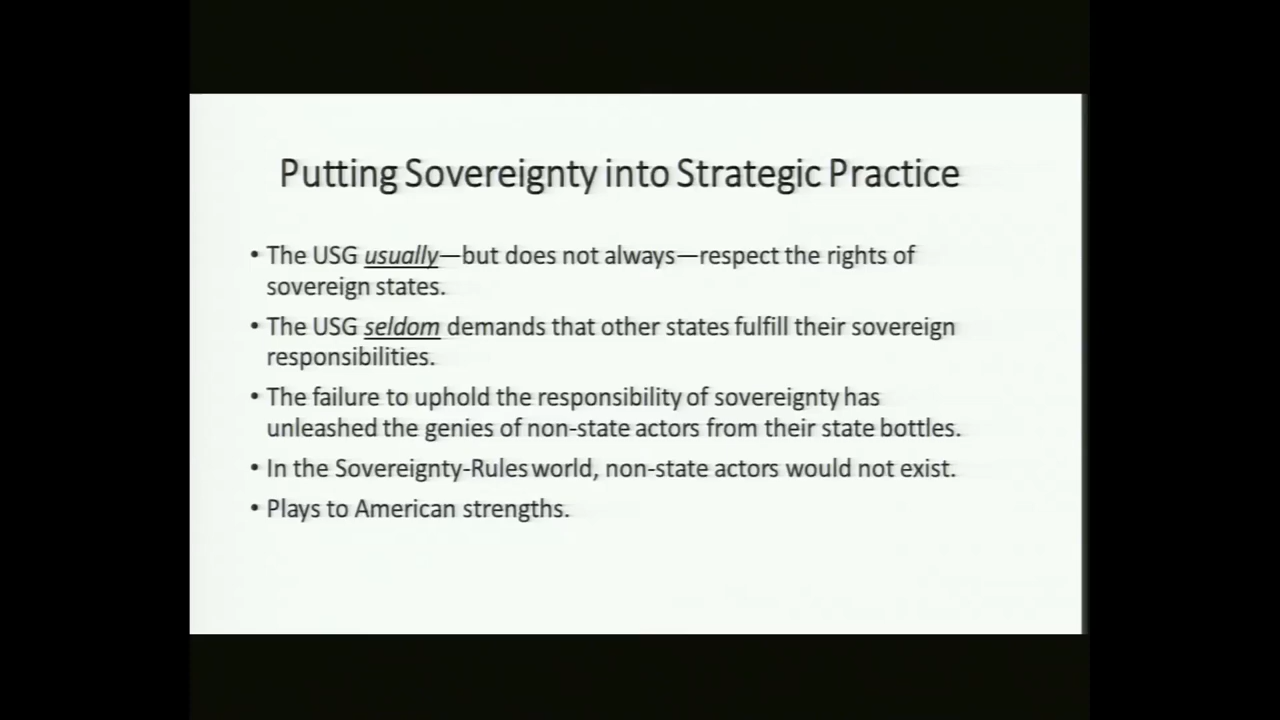 Putting Sovereignty into Strategic Practice
• The USG usually—but does not always—respect the rights of
sovereign states.
• The USG seldom demands that other states fulfill their sovereign
responsibilities.
• The failure to uphold the responsibility of sovereignty has
unleashed the genies of non-state actors from their state bottles.
• In the Sovereignty-Rules world, non-state actors would not exist.
• Plays to American strengths.